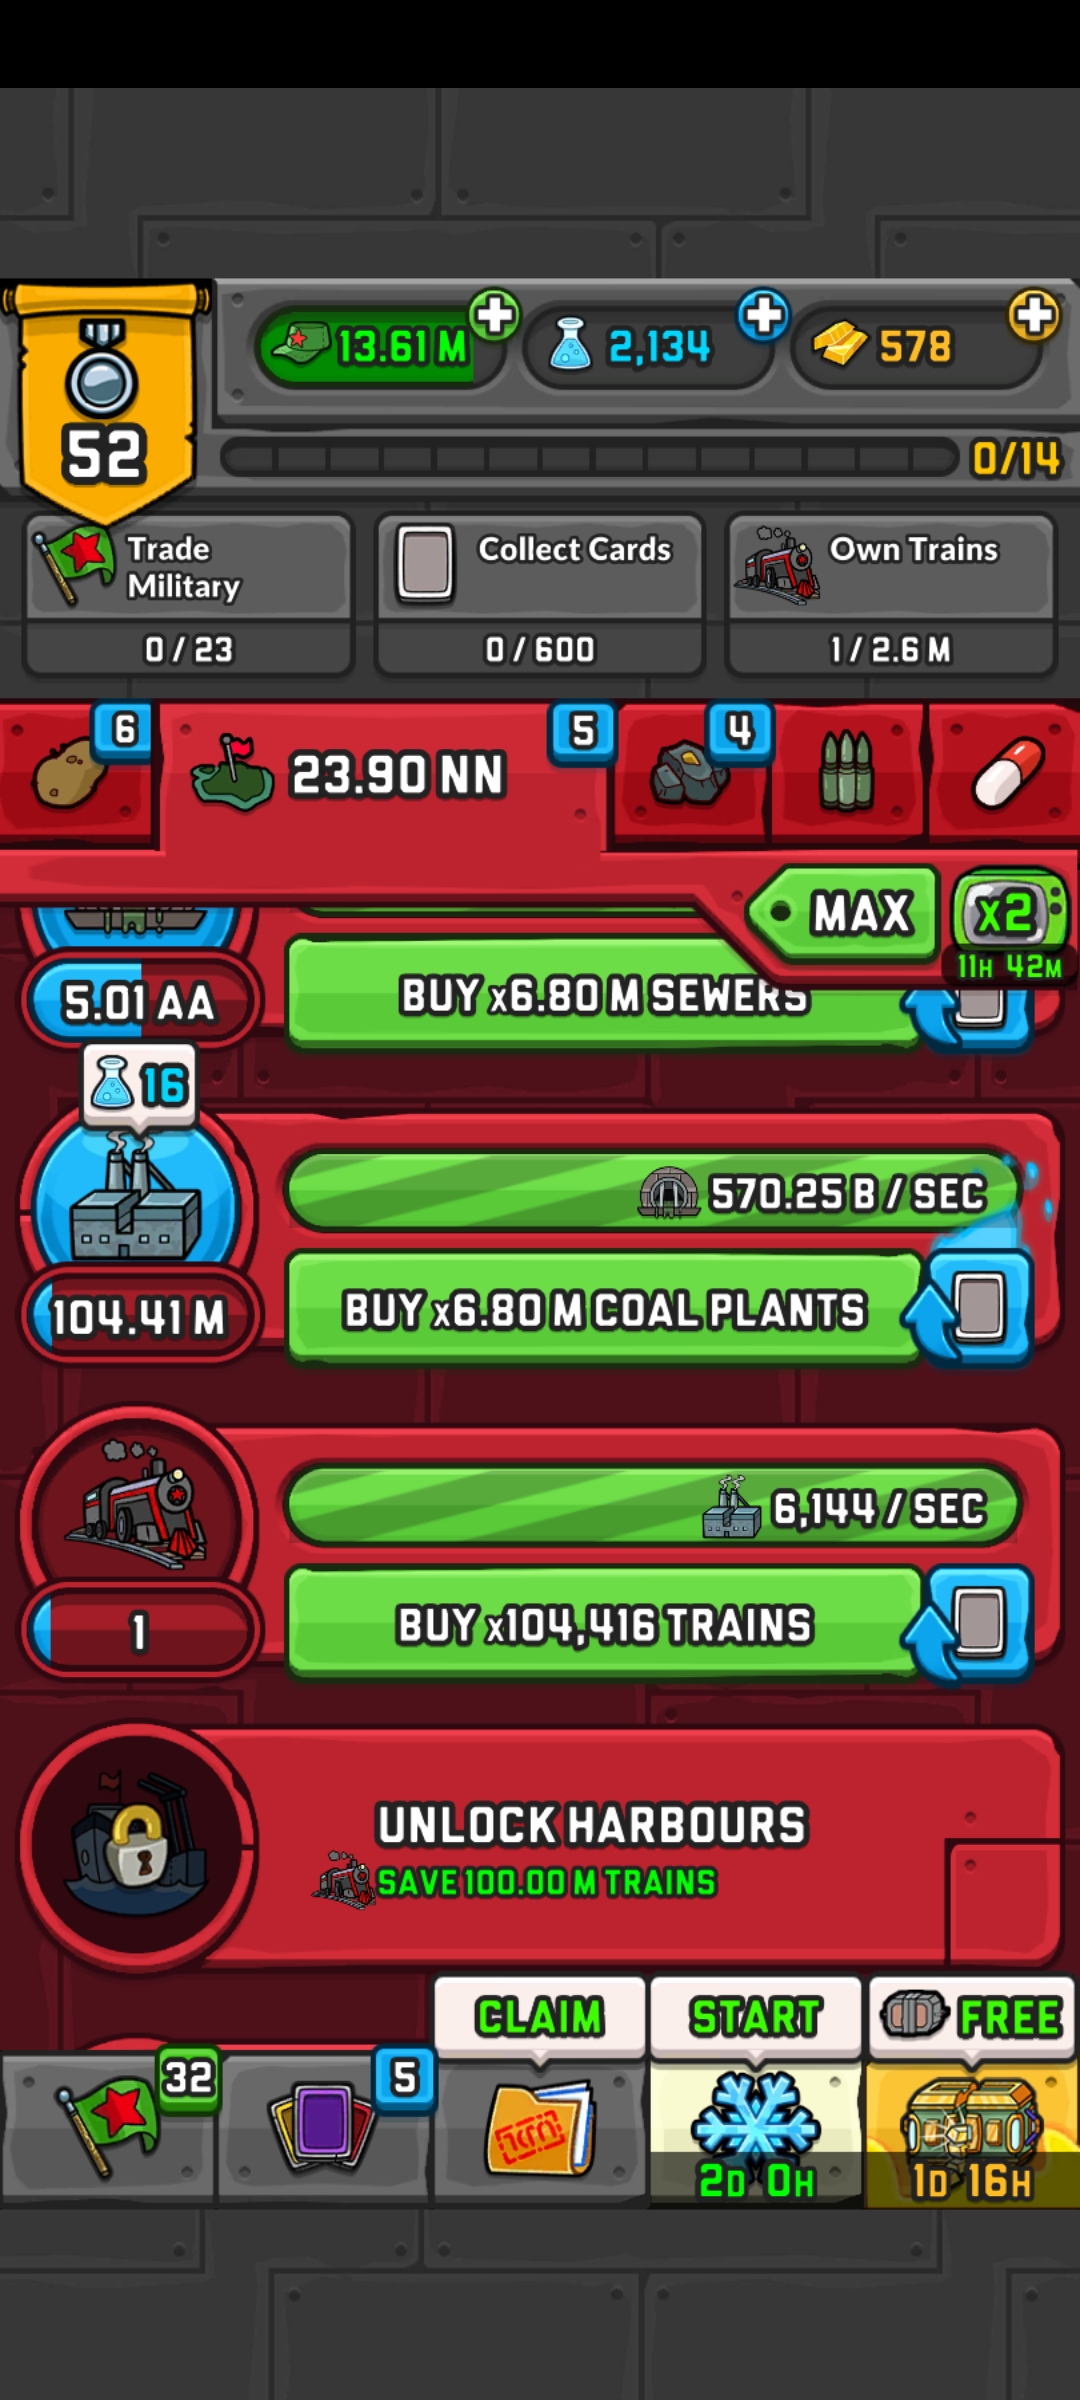 13.61 M
2,134
578
52
0/14
Trade Military
Collect Cards
Own Trains
0 / 23
0 / 600
1 / 2.6 M
6
23.90 NN
5
4
MAX
x2
11H 42M
5.01 AA
BUY x6.80 M SEWERS
16
570.25 B / SEC
104.41 M
BUY x6.80 M COAL PLANTS
6,144 / SEC
1
BUY x104,416 TRAINS
UNLOCK HARBOURS
SAVE 100.00 M TRAINS
CLAIM
START
FREE
32
5
2D 0H
1D 16H